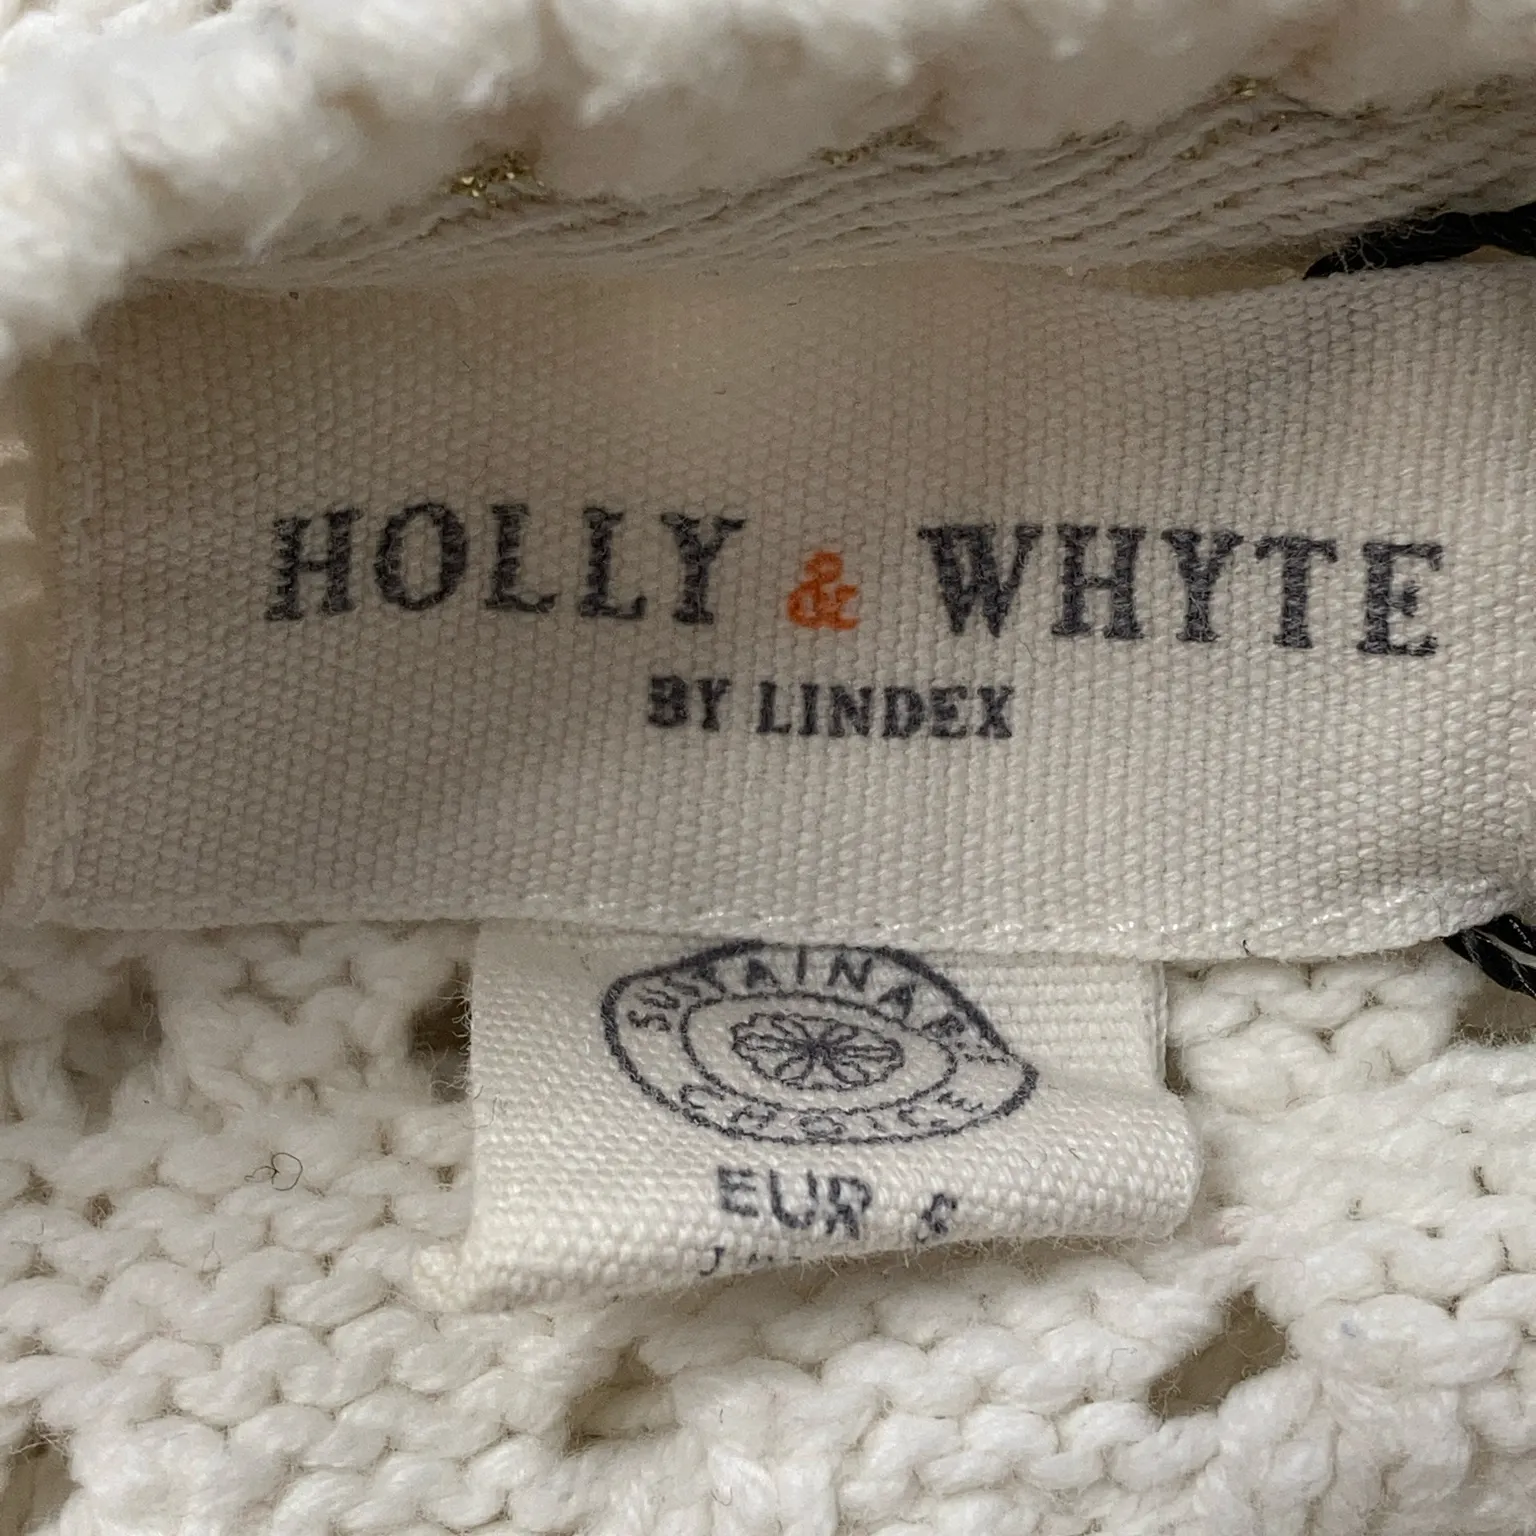 HOLLY & WHYTE
BY LINDEX
SUSTAINABLE
CHOICE
EUR S